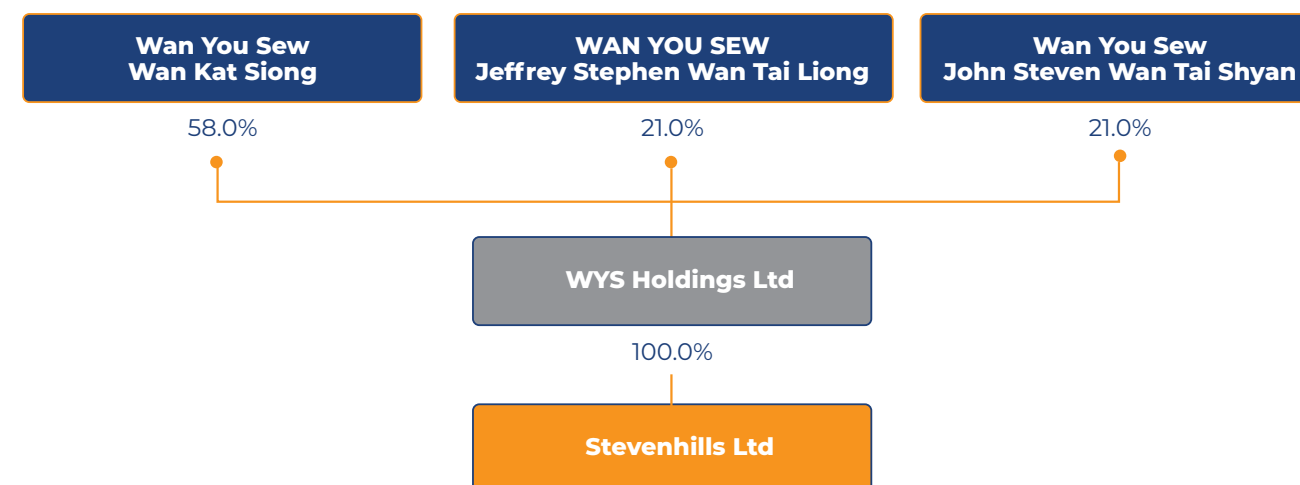 Wan You Sew
Wan Kat Siong
WAN YOU SEW
Jeffrey Stephen Wan Tai Liong
Wan You Sew
John Steven Wan Tai Shyan
58.0%
21.0%
21.0%
WYS Holdings Ltd
100.0%
Stevenhills Ltd